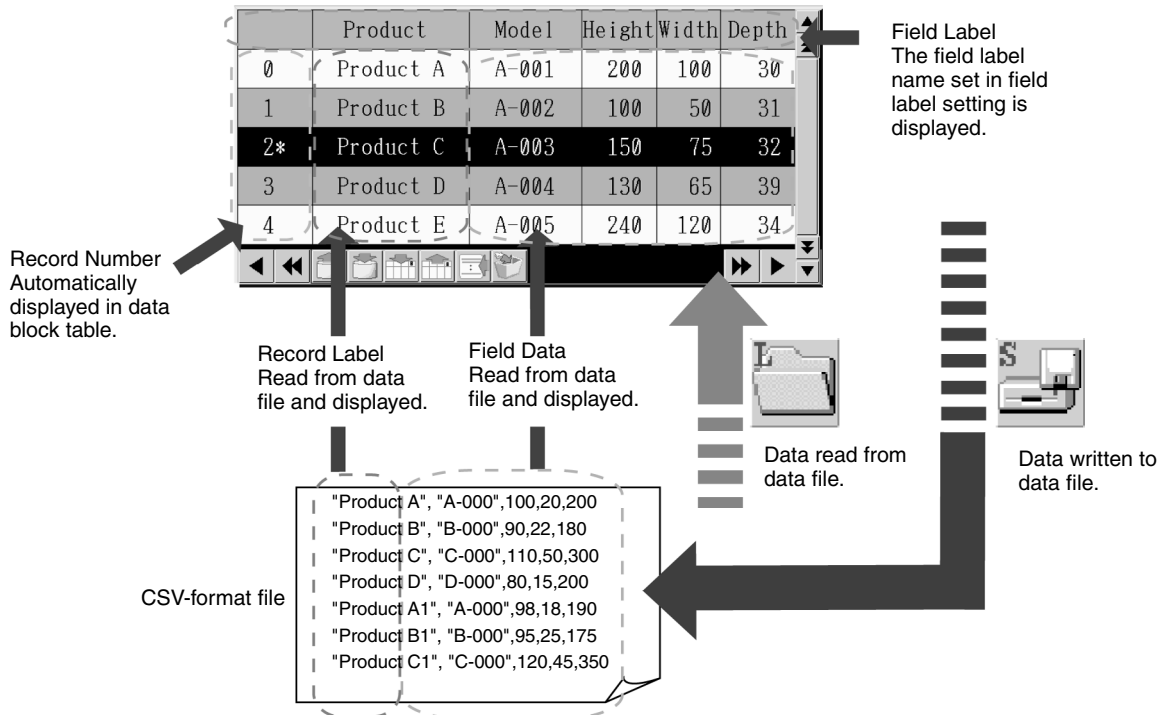 Product Model Height Width Depth
0 Product A A-001 200 100 30
1 Product B A-002 100 50 31
2* Product C A-003 150 75 32
3 Product D A-004 130 65 39
4 Product E A-005 240 120 34
Field Label
The field label
name set in field
label setting is
displayed.
Record Number
Automatically
displayed in data
block table.
Record Label
Read from data
file and displayed.
Field Data
Read from data
file and displayed.
L
Data read from
data file.
S
Data written to
data file.
CSV-format file
"Product A", "A-000",100,20,200
"Product B", "B-000",90,22,180
"Product C", "C-000",110,50,300
"Product D", "D-000",80,15,200
"Product A1", "A-000",98,18,190
"Product B1", "B-000",95,25,175
"Product C1", "C-000",120,45,350